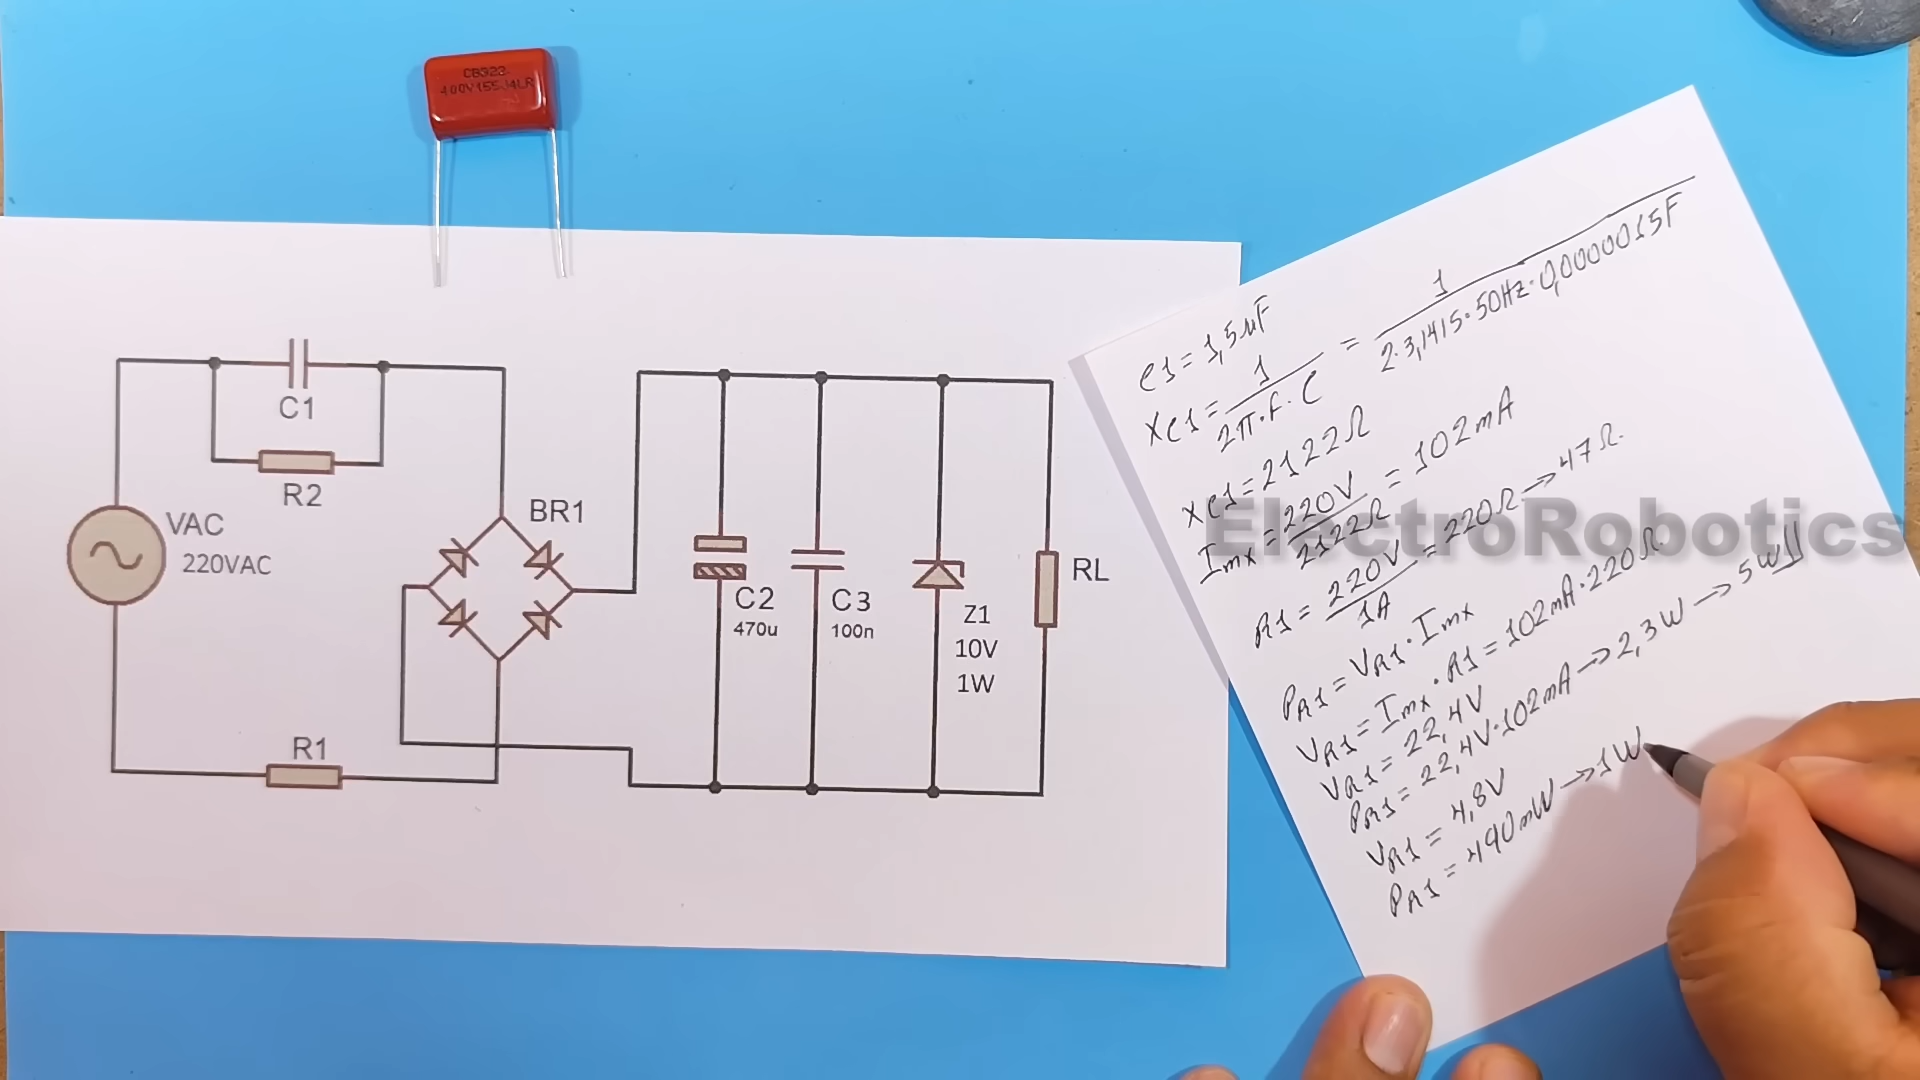 CB322
400V155J4LR
C1
R2
VAC
220VAC
BR1
R1
C2
470u
C3
100n
Z1
10V
1W
RL
C1 = 1,5 µF
XC1 = 1 / 2π·F·C = 1 / 2·3,1415·50Hz·0,0000015F
XC1 = 2122Ω
Imx = 220V / 2122Ω = 102mA
R1 = 220V / 1A = 220Ω → 47Ω
PR1 = VR1 · Imx
VR1 = Imx · R1 = 102mA · 220Ω
VR1 = 22,4V
PR1 = 22,4V·102mA → 2,3W → 5W
VR1 = 4,8V
PR1 = 490mW → 1W
ElectroRobotics